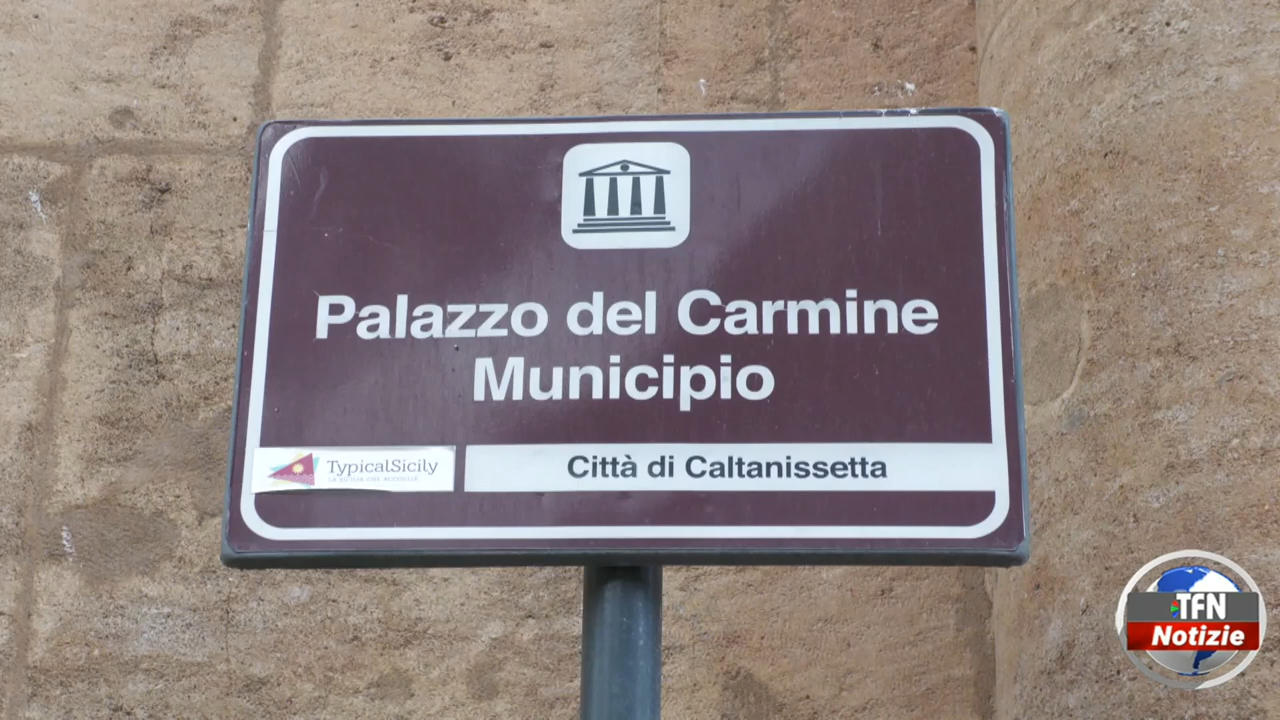 Palazzo del Carmine
Municipio
TypicalSicily
Città di Caltanissetta
TFN
Notizie